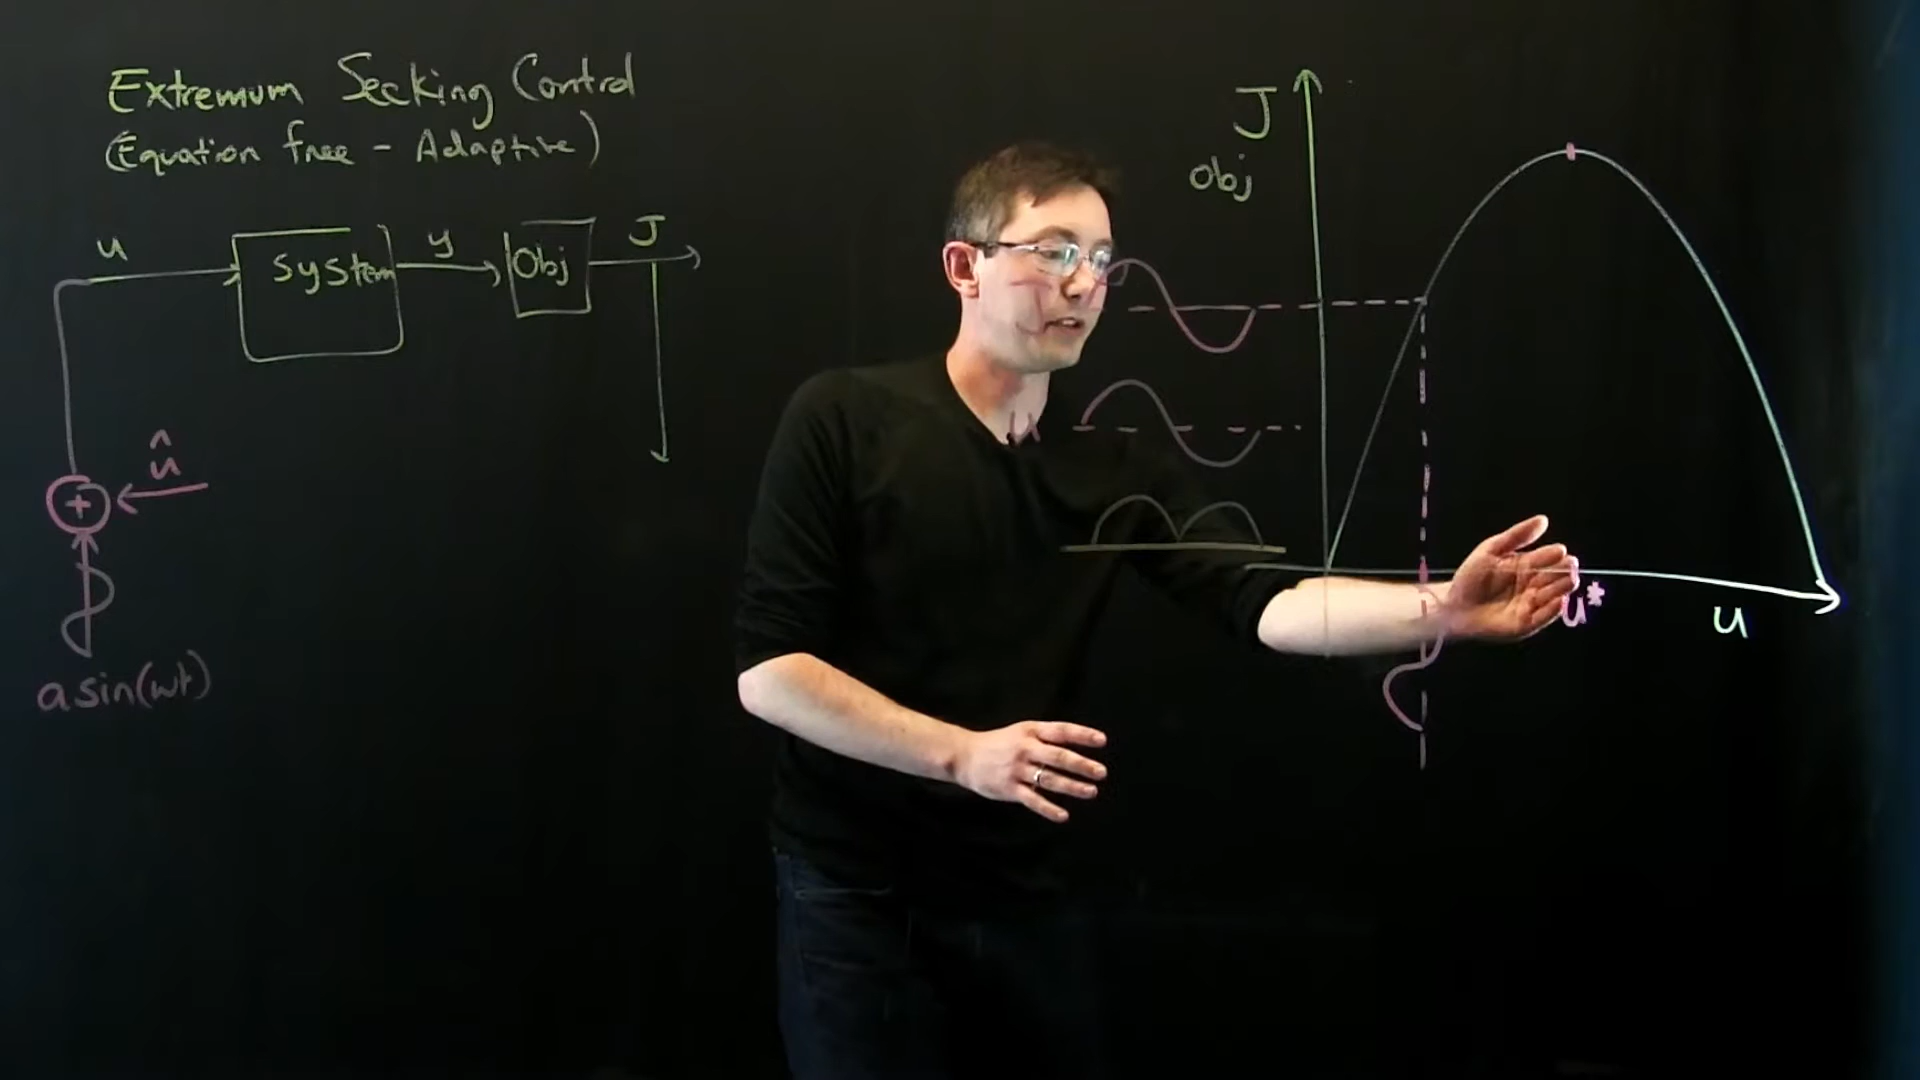 Extremum Seeking Control
(Equation free - Adaptive)
u
System
y
Obj
J
û
+
a sin(ωt)
J
Obj
J
u
u*
u